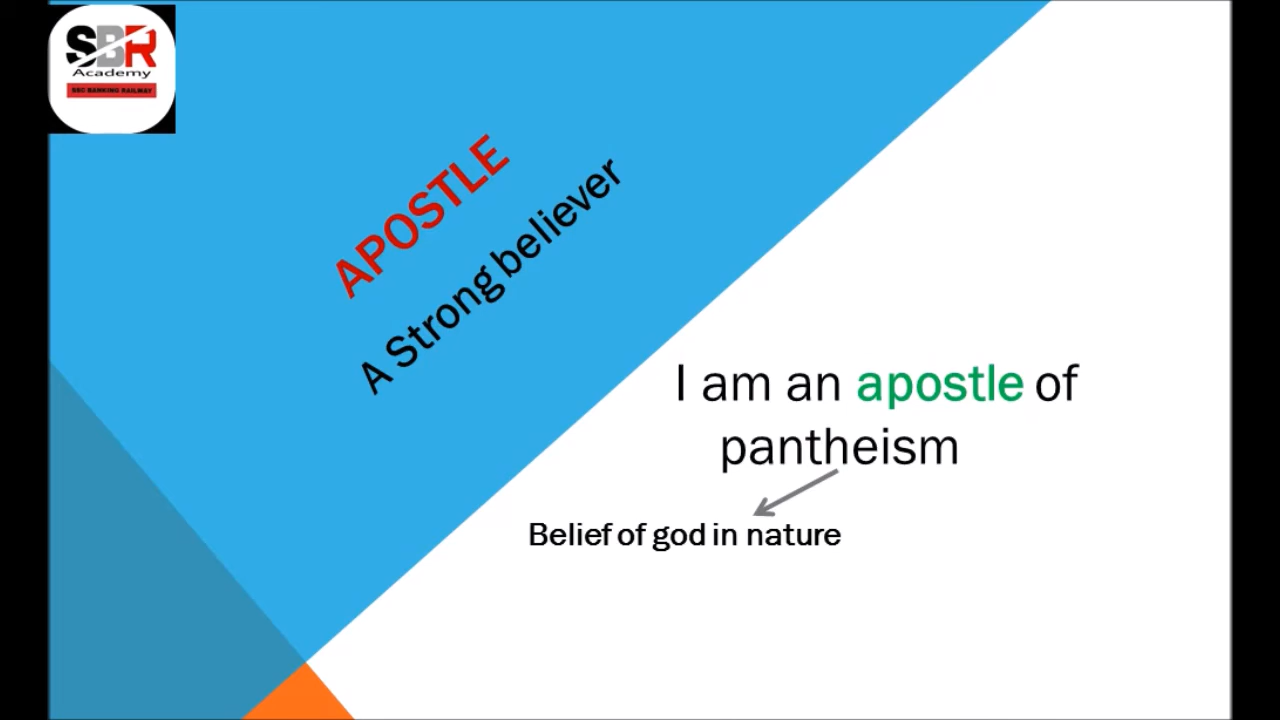 SBR
Academy
SSC BANKING RAILWAY
APOSTLE
A Strong believer
I am an apostle of
pantheism
Belief of god in nature